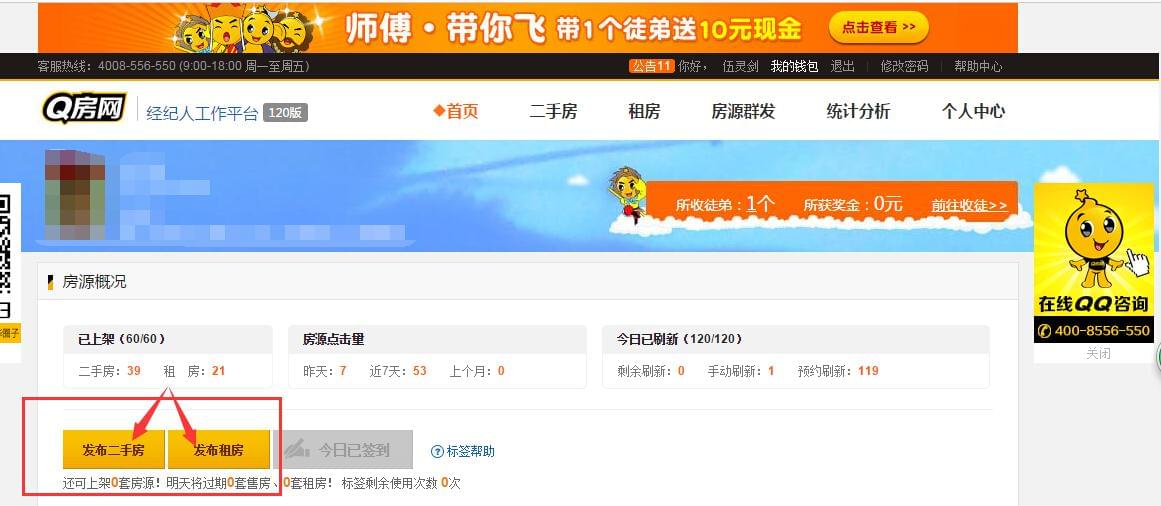 师傅·带你飞 带1个徒弟送10元现金 点击查看 >>
客服热线：4008-556-550 (9:00-18:00 周一至周五) 公告11 你好， 伍灵剑 我的钱包 退出 | 修改密码 | 帮助中心
Q房网 经纪人工作平台 120版 首页 二手房 租房 房源群发 统计分析 个人中心
所收徒弟：1个 所获奖金：0元 前往收徒>>
房源概况
在线QQ咨询
圈子
400-8556-550
已上架（60/60） 房源点击量 今日已刷新（120/120）
关闭
二手房：39 租 房：21 昨天：7 近7天：53 上个月：0 剩余刷新：0 手动刷新：1 预约刷新：119
发布二手房 发布租房 今日已签到 ? 标签帮助
还可上架0套房源！明天将过期0套售房、0套租房！ 标签剩余使用次数 0次